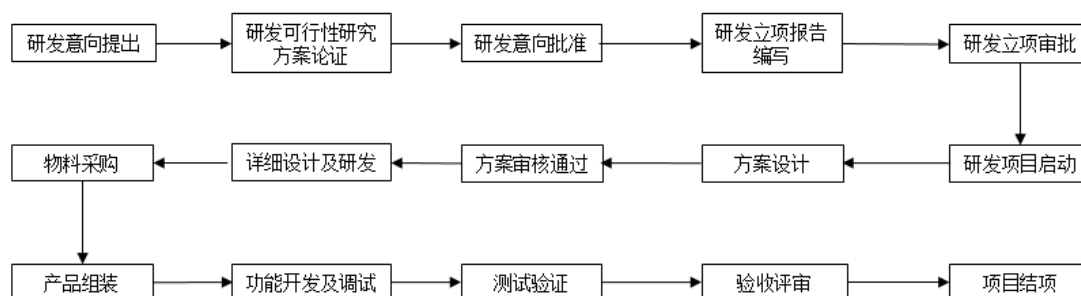 研发意向提出
研发可行性研究
方案论证
研发意向批准
研发立项报告
编写
研发立项审批
研发项目启动
方案设计
方案审核通过
详细设计及研发
物料采购
产品组装
功能开发及调试
测试验证
验收评审
项目结项